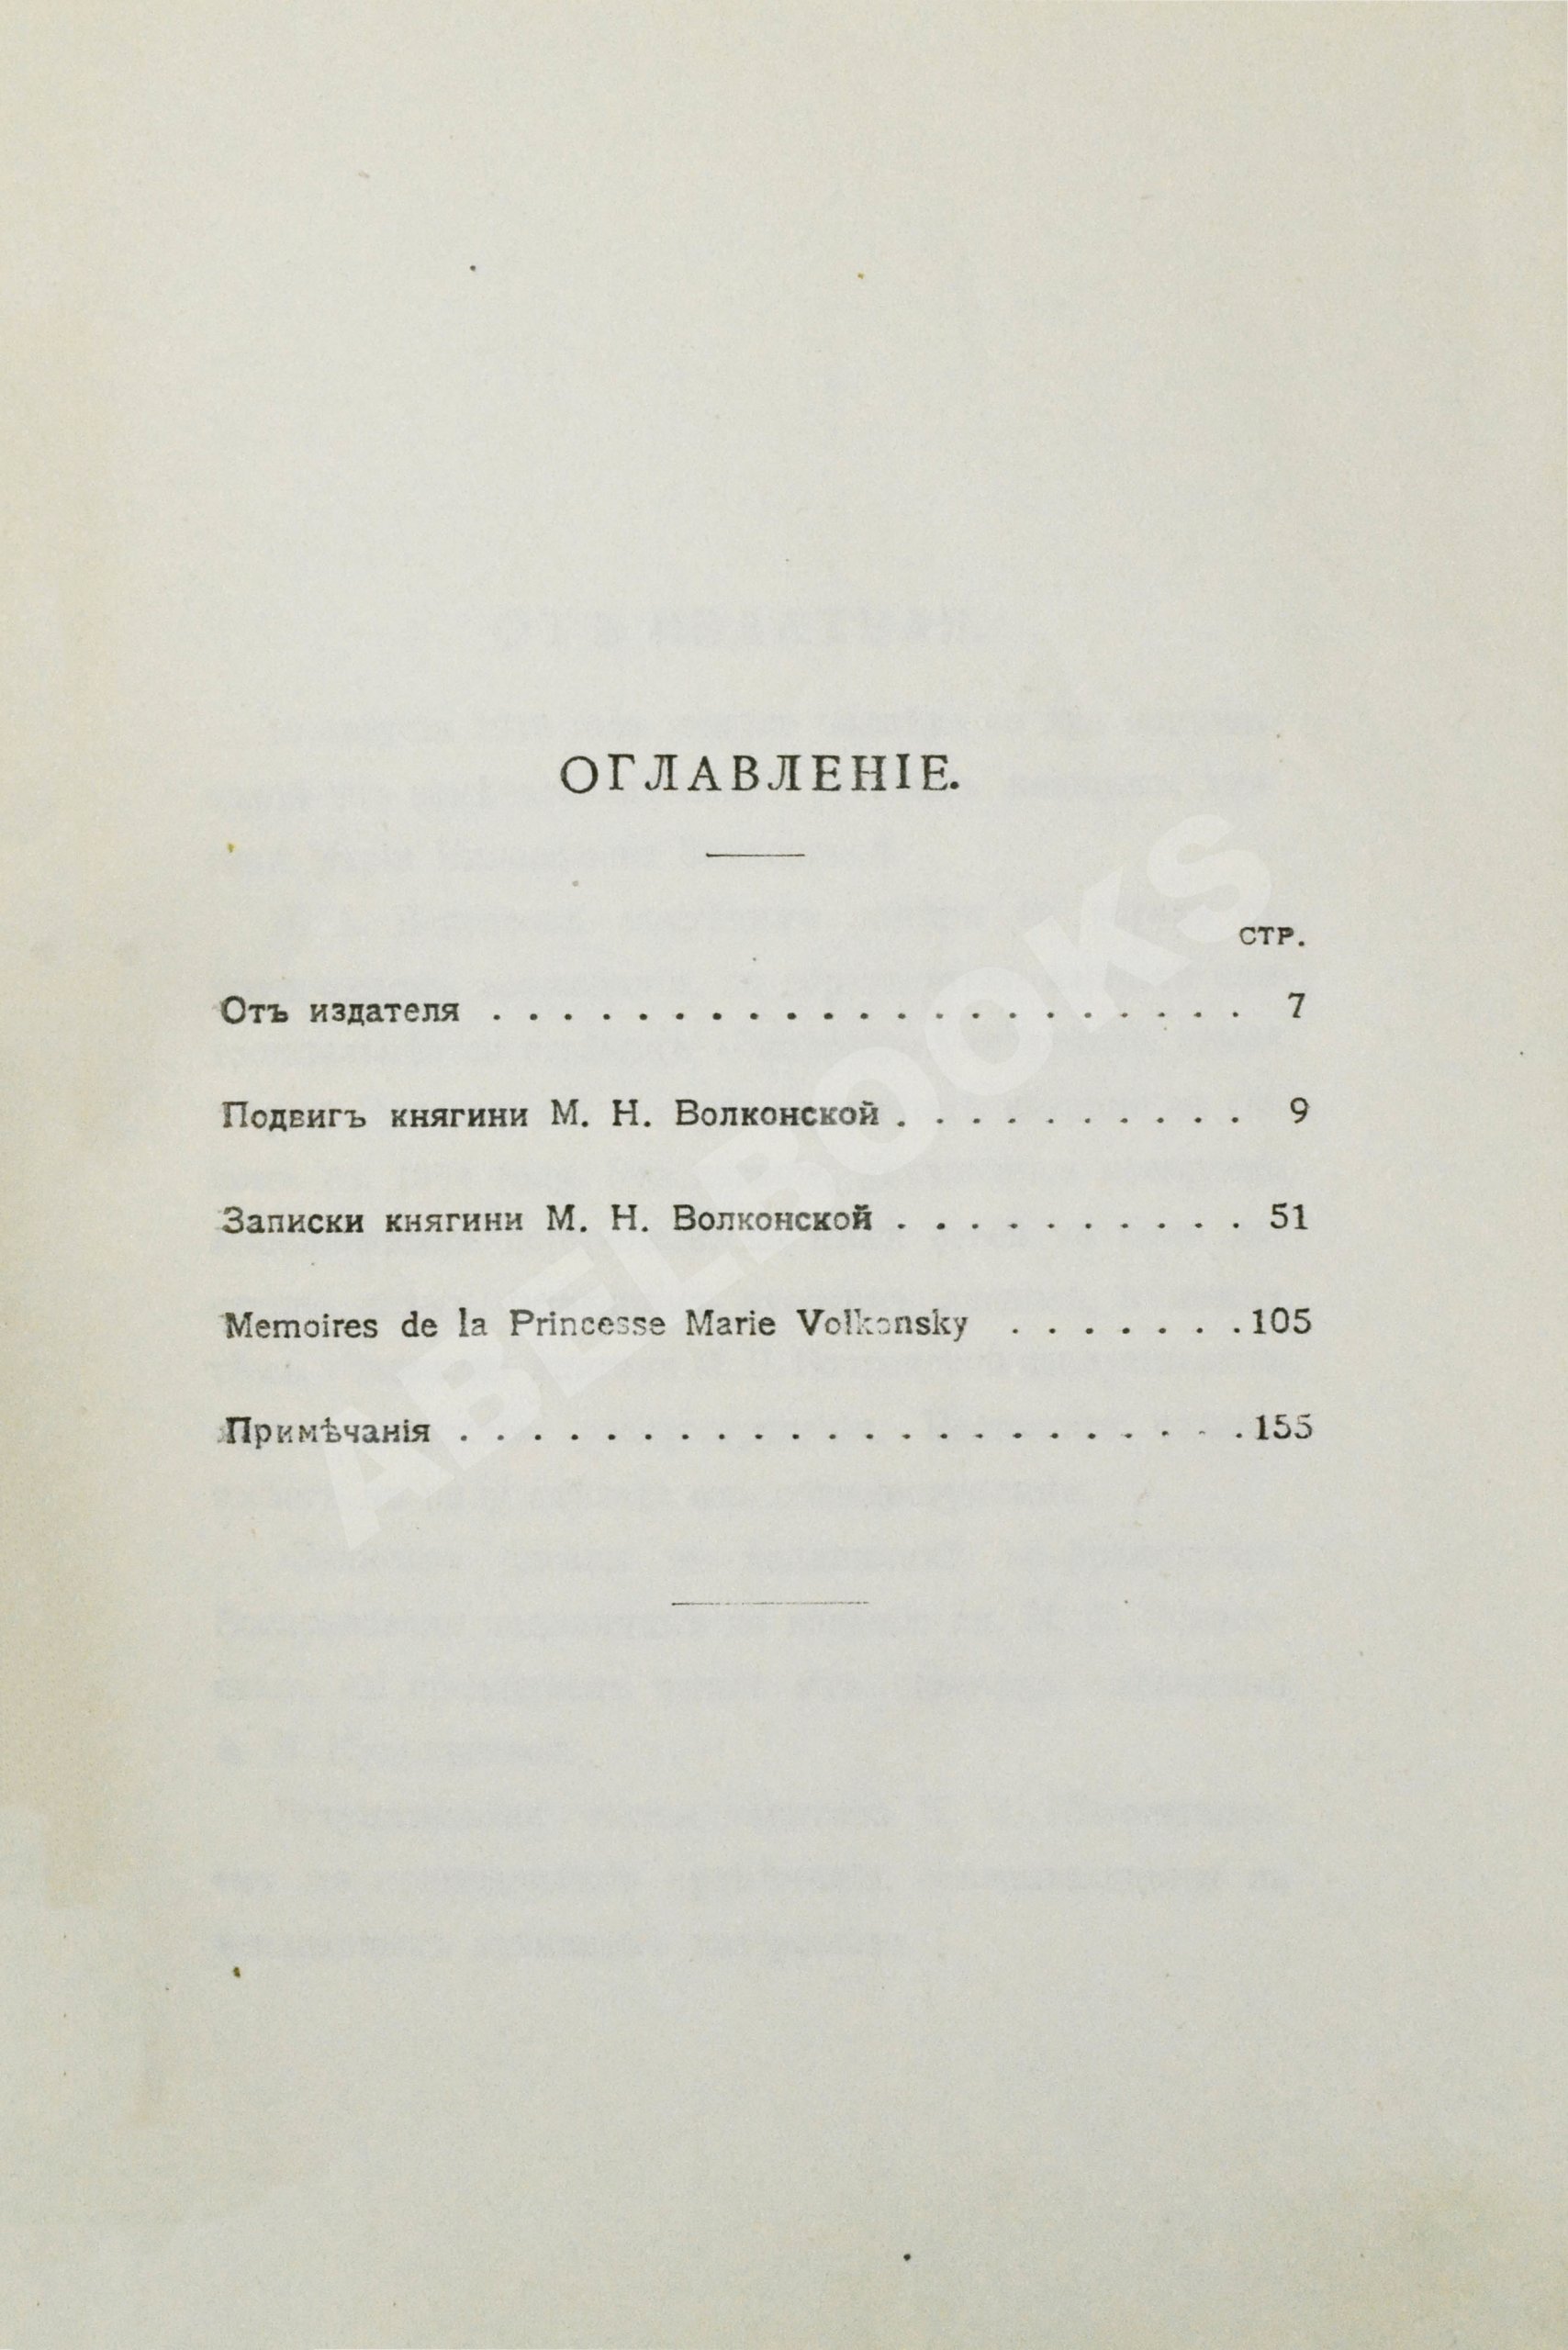 ОГЛАВЛЕНІЕ.
СТР.
Отъ издателя . . . . . . . . . . . . . . . . . . . . . 7
Подвигъ княгини М. Н. Волконской . . . . . . . . . . 9
Записки княгини М. Н. Волконской . . . . . . . . . . 51
Memoires de la Princesse Marie Volkonsky . . . . . . . 105
Примѣчанія . . . . . . . . . . . . . . . . . . . . . . 155
ABELBOOKS